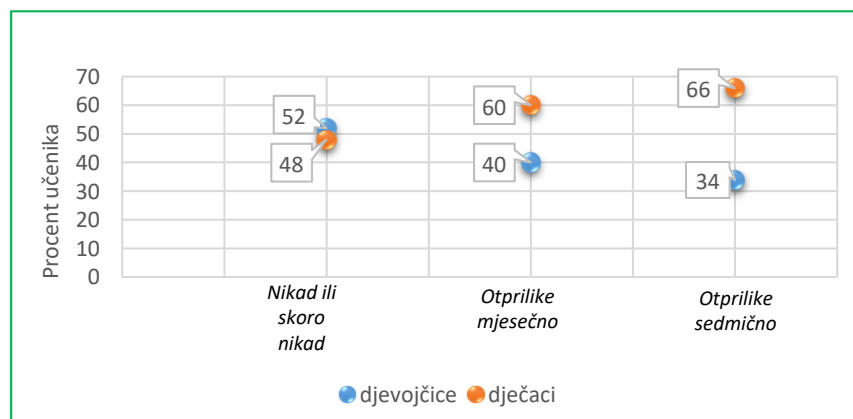 Procent učenika
70
60
50
40
30
20
10
0
52
48
60
40
66
34
Nikad ili
skoro
nikad
Otprilike
mjesečno
Otprilike
sedmično
djevojčice dječaci